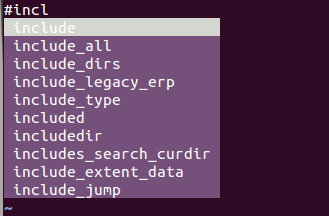 #incl
include
include_all
include_dirs
include_legacy_erp
include_type
included
includedir
includes_search_curdir
include_extent_data
include_jump
~